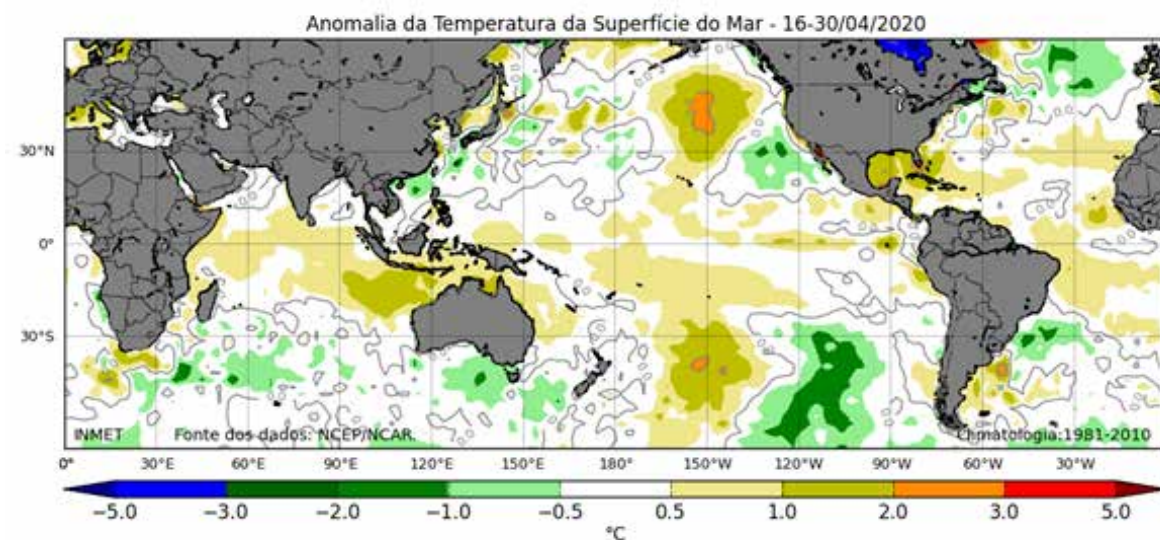 Anomalia da Temperatura da Superfície do Mar - 16-30/04/2020
30°N
0°
30°S
INMET Fonte dos dados: NCEP/NCAR. Climatologia:1981-2010
0° 30°E 60°E 90°E 120°E 150°E 180° 150°W 120°W 90°W 60°W 30°W
−5.0 −3.0 −2.0 −1.0 −0.5 0.5 1.0 2.0 3.0 5.0
°C